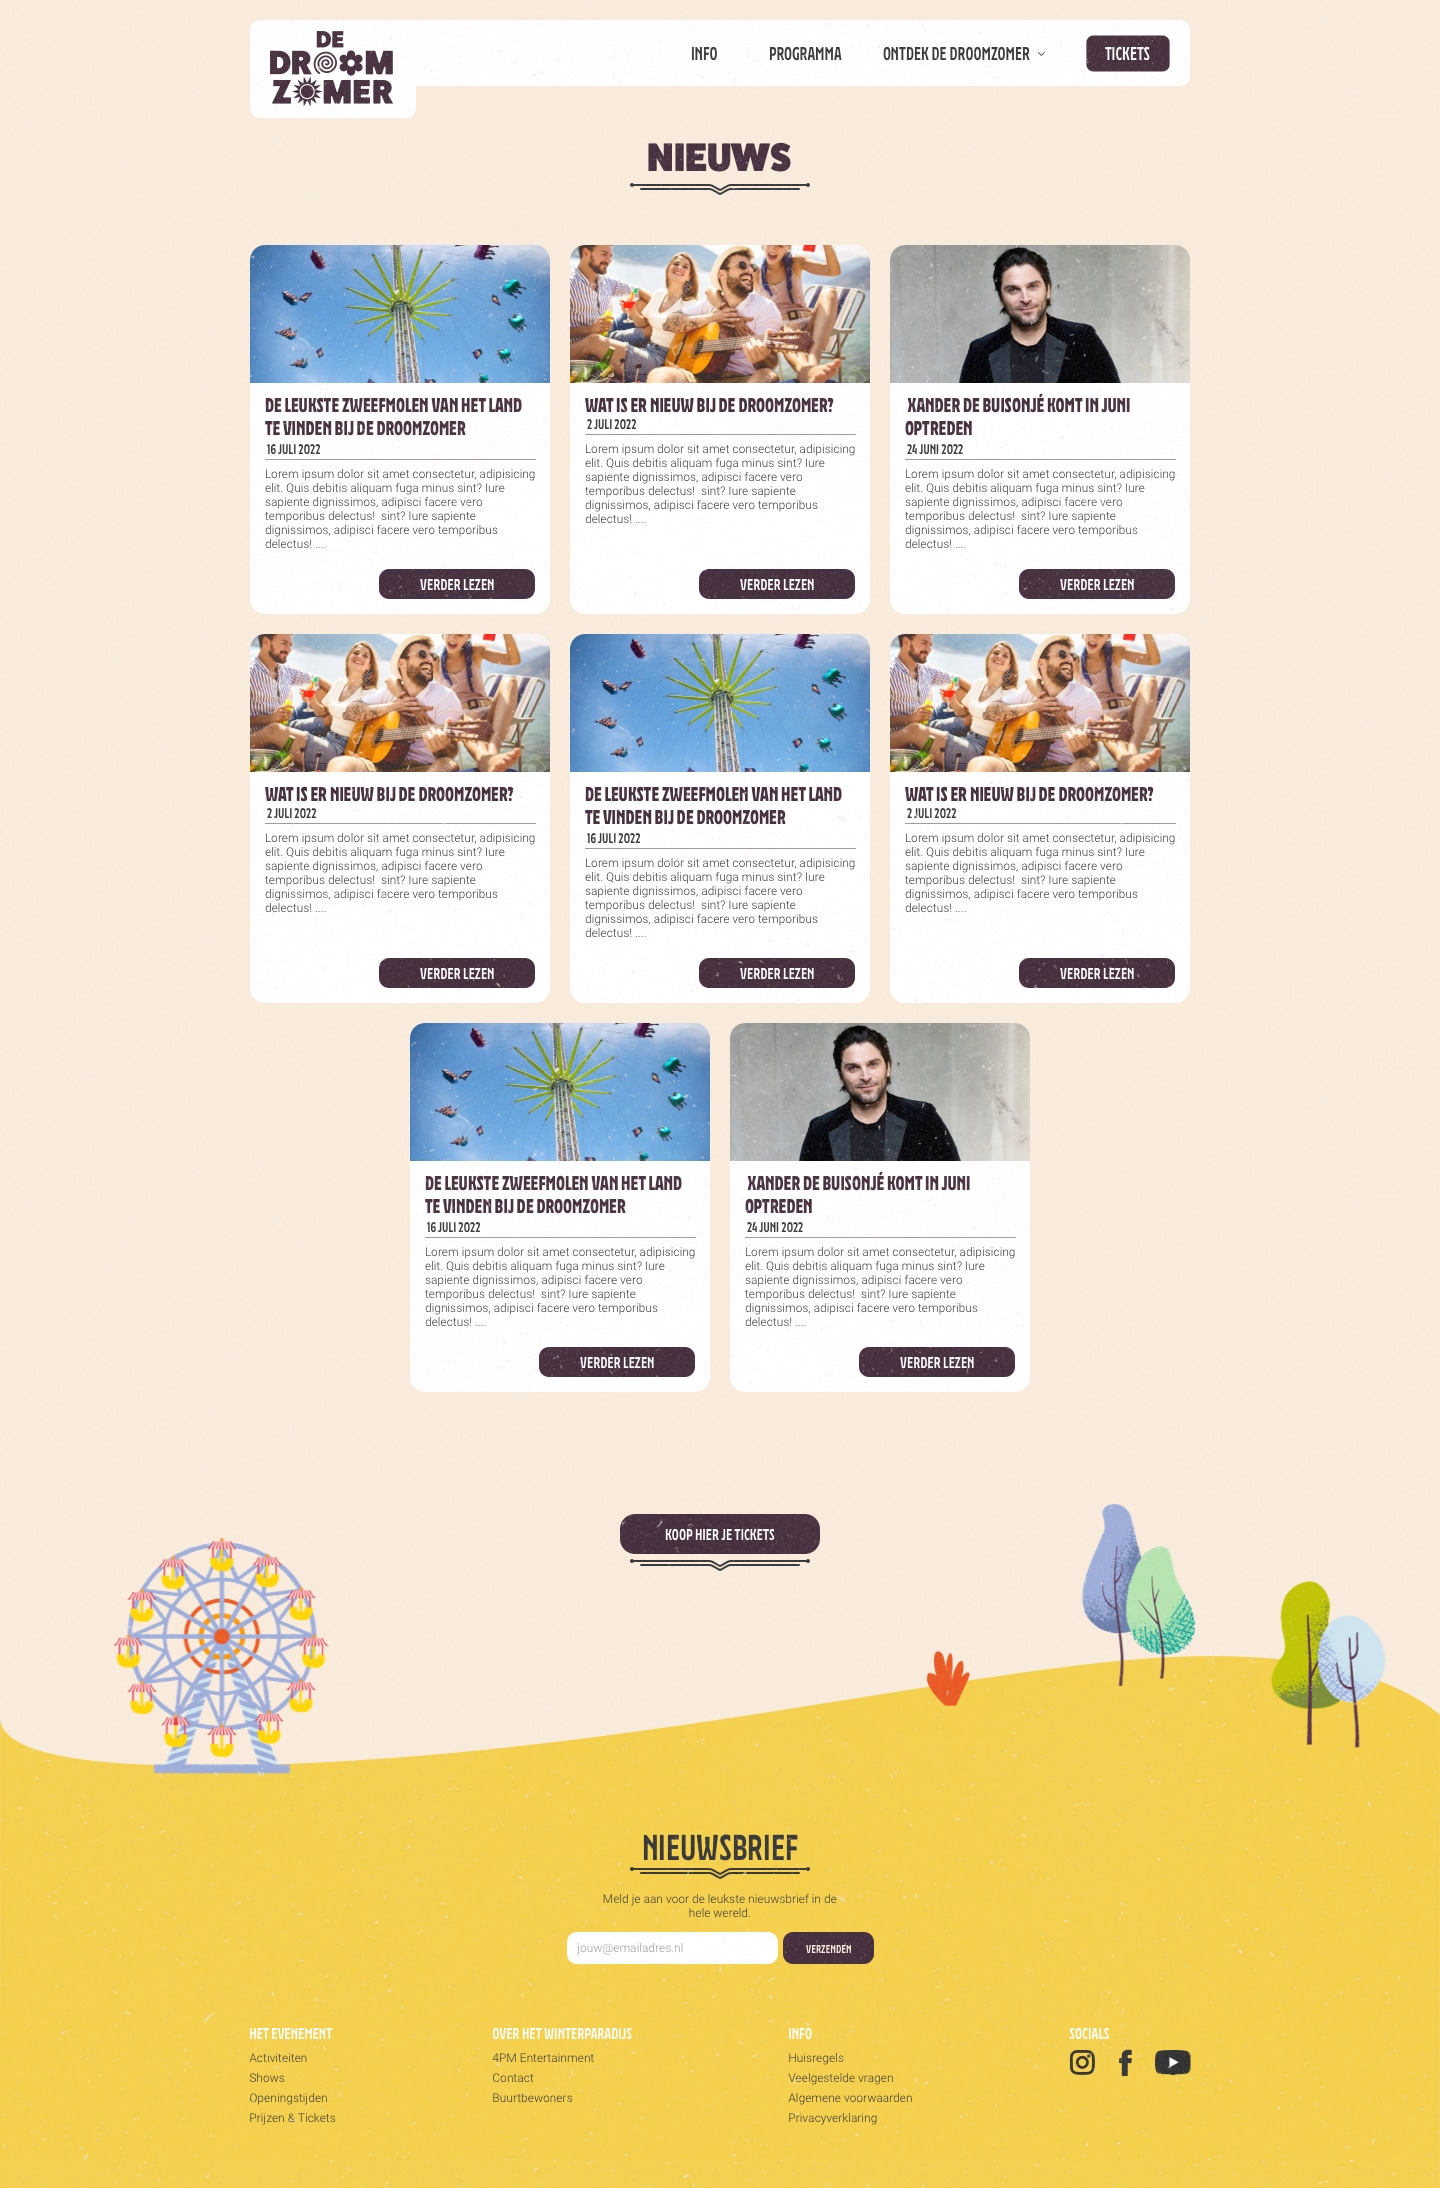 DE
DROOM
ZOMER
INFO
PROGRAMMA
ONTDEK DE DROOMZOMER
TICKETS
NIEUWS
DE LEUKSTE ZWEEFMOLEN VAN HET LAND
TE VINDEN BIJ DE DROOMZOMER
16 JULI 2022
Lorem ipsum dolor sit amet consectetur, adipisicing
elit. Quis debitis aliquam fuga minus sint? Iure
sapiente dignissimos, adipisci facere vero
temporibus delectus!  sint? Iure sapiente
dignissimos, adipisci facere vero temporibus
delectus! ....
VERDER LEZEN
WAT IS ER NIEUW BIJ DE DROOMZOMER?
2 JULI 2022
Lorem ipsum dolor sit amet consectetur, adipisicing
elit. Quis debitis aliquam fuga minus sint? Iure
sapiente dignissimos, adipisci facere vero
temporibus delectus!  sint? Iure sapiente
dignissimos, adipisci facere vero temporibus
delectus! ....
VERDER LEZEN
XANDER DE BUISONJÉ KOMT IN JUNI
OPTREDEN
24 JUNI 2022
Lorem ipsum dolor sit amet consectetur, adipisicing
elit. Quis debitis aliquam fuga minus sint? Iure
sapiente dignissimos, adipisci facere vero
temporibus delectus!  sint? Iure sapiente
dignissimos, adipisci facere vero temporibus
delectus! ....
VERDER LEZEN
WAT IS ER NIEUW BIJ DE DROOMZOMER?
2 JULI 2022
Lorem ipsum dolor sit amet consectetur, adipisicing
elit. Quis debitis aliquam fuga minus sint? Iure
sapiente dignissimos, adipisci facere vero
temporibus delectus!  sint? Iure sapiente
dignissimos, adipisci facere vero temporibus
delectus! ....
VERDER LEZEN
DE LEUKSTE ZWEEFMOLEN VAN HET LAND
TE VINDEN BIJ DE DROOMZOMER
16 JULI 2022
Lorem ipsum dolor sit amet consectetur, adipisicing
elit. Quis debitis aliquam fuga minus sint? Iure
sapiente dignissimos, adipisci facere vero
temporibus delectus!  sint? Iure sapiente
dignissimos, adipisci facere vero temporibus
delectus! ....
VERDER LEZEN
WAT IS ER NIEUW BIJ DE DROOMZOMER?
2 JULI 2022
Lorem ipsum dolor sit amet consectetur, adipisicing
elit. Quis debitis aliquam fuga minus sint? Iure
sapiente dignissimos, adipisci facere vero
temporibus delectus!  sint? Iure sapiente
dignissimos, adipisci facere vero temporibus
delectus! ....
VERDER LEZEN
DE LEUKSTE ZWEEFMOLEN VAN HET LAND
TE VINDEN BIJ DE DROOMZOMER
16 JULI 2022
Lorem ipsum dolor sit amet consectetur, adipisicing
elit. Quis debitis aliquam fuga minus sint? Iure
sapiente dignissimos, adipisci facere vero
temporibus delectus!  sint? Iure sapiente
dignissimos, adipisci facere vero temporibus
delectus! ....
VERDER LEZEN
XANDER DE BUISONJÉ KOMT IN JUNI
OPTREDEN
24 JUNI 2022
Lorem ipsum dolor sit amet consectetur, adipisicing
elit. Quis debitis aliquam fuga minus sint? Iure
sapiente dignissimos, adipisci facere vero
temporibus delectus!  sint? Iure sapiente
dignissimos, adipisci facere vero temporibus
delectus! ....
VERDER LEZEN
KOOP HIER JE TICKETS
NIEUWSBRIEF
Meld je aan voor de leukste nieuwsbrief in de
hele wereld.
jouw@emailadres.nl
VERZENDEN
HET EVENEMENT
Activiteiten
Shows
Openingstijden
Prijzen & Tickets
OVER HET WINTERPARADIJS
4PM Entertainment
Contact
Buurtbewoners
INFO
Huisregels
Veelgestelde vragen
Algemene voorwaarden
Privacyverklaring
SOCIALS